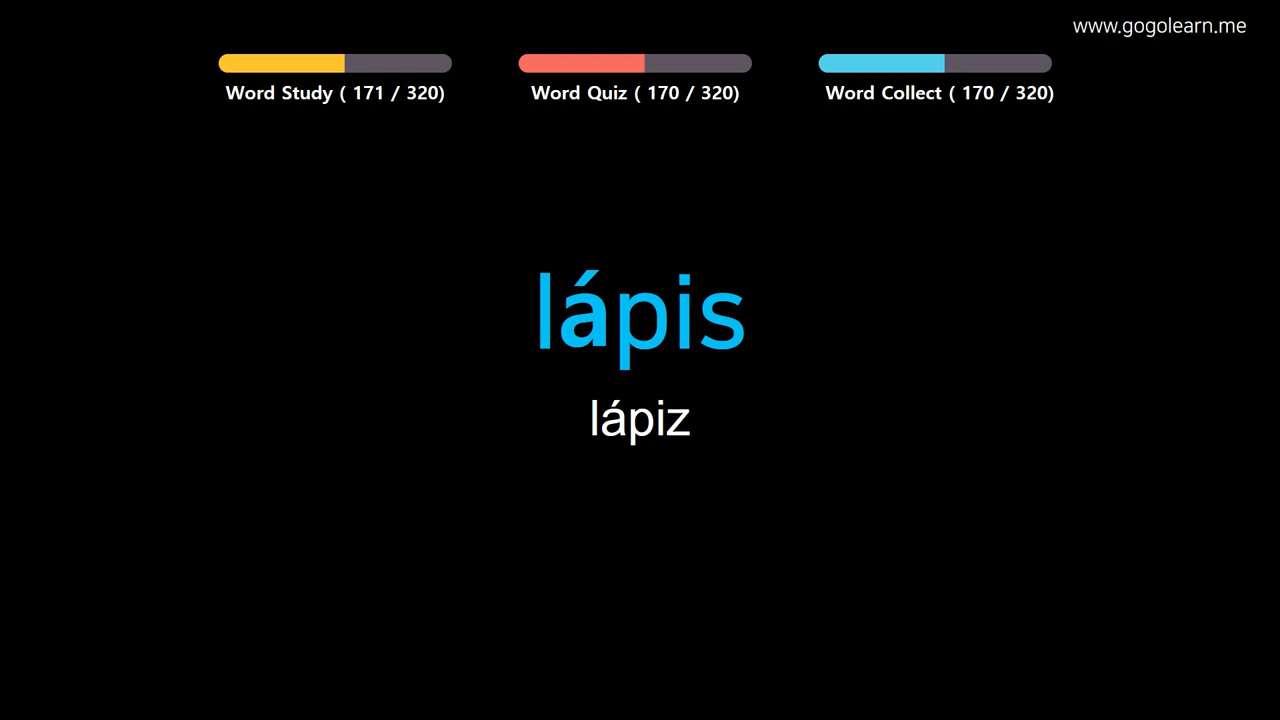 www.gogolearn.me
Word Study ( 171 / 320)
Word Quiz ( 170 / 320)
Word Collect ( 170 / 320)
lápis
lápiz